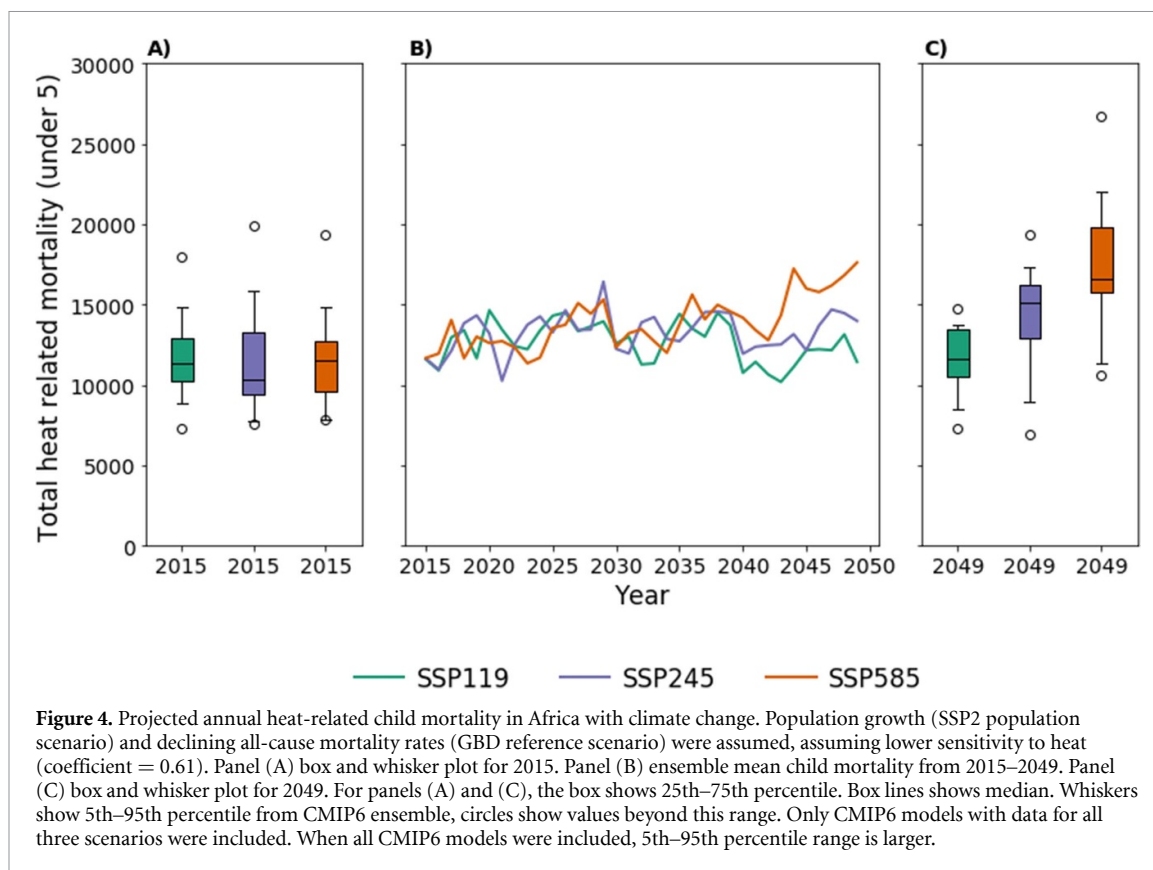 A)
B)
C)
Total heat related mortality (under 5)
30000
25000
20000
15000
10000
5000
0
2015 2015 2015
2015 2020 2025 2030 2035 2040 2045 2050
2049 2049 2049
Year
SSP119 SSP245 SSP585
Figure 4. Projected annual heat-related child mortality in Africa with climate change. Population growth (SSP2 population
scenario) and declining all-cause mortality rates (GBD reference scenario) were assumed, assuming lower sensitivity to heat
(coefficient = 0.61). Panel (A) box and whisker plot for 2015. Panel (B) ensemble mean child mortality from 2015–2049. Panel
(C) box and whisker plot for 2049. For panels (A) and (C), the box shows 25th–75th percentile. Box lines shows median. Whiskers
show 5th–95th percentile from CMIP6 ensemble, circles show values beyond this range. Only CMIP6 models with data for all
three scenarios were included. When all CMIP6 models were included, 5th–95th percentile range is larger.